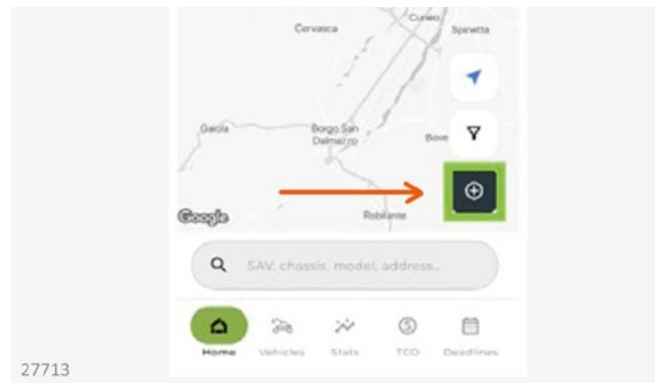 Cervasca
Cuneo
Spinetta
Gaiola
Borgo San
Dalmazzo
Bove
Google
Robilante
SAV, chassis, model, address...
Home Vehicles Stats TCO Deadlines
27713